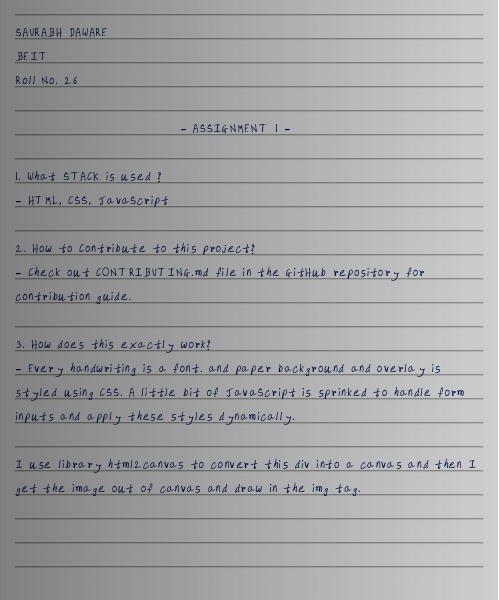 SAURABH DAWARE
BEIT
Roll No. 26
- ASSIGNMENT 1 -
1. What STACK is used?
- HTML, CSS, JavaScript
2. How to Contribute to this project?
- Check out CONTRIBUTING.md file in the GitHub repository for
contribution guide.
3. How does this exactly work?
- Every handwriting is a font. and paper background and overlay is
styled using CSS. A little bit of JavaScript is sprinked to handle form
inputs and apply these styles dynamically.
I use library html2canvas to convert this div into a canvas and then I
get the image out of canvas and draw in the img tag.